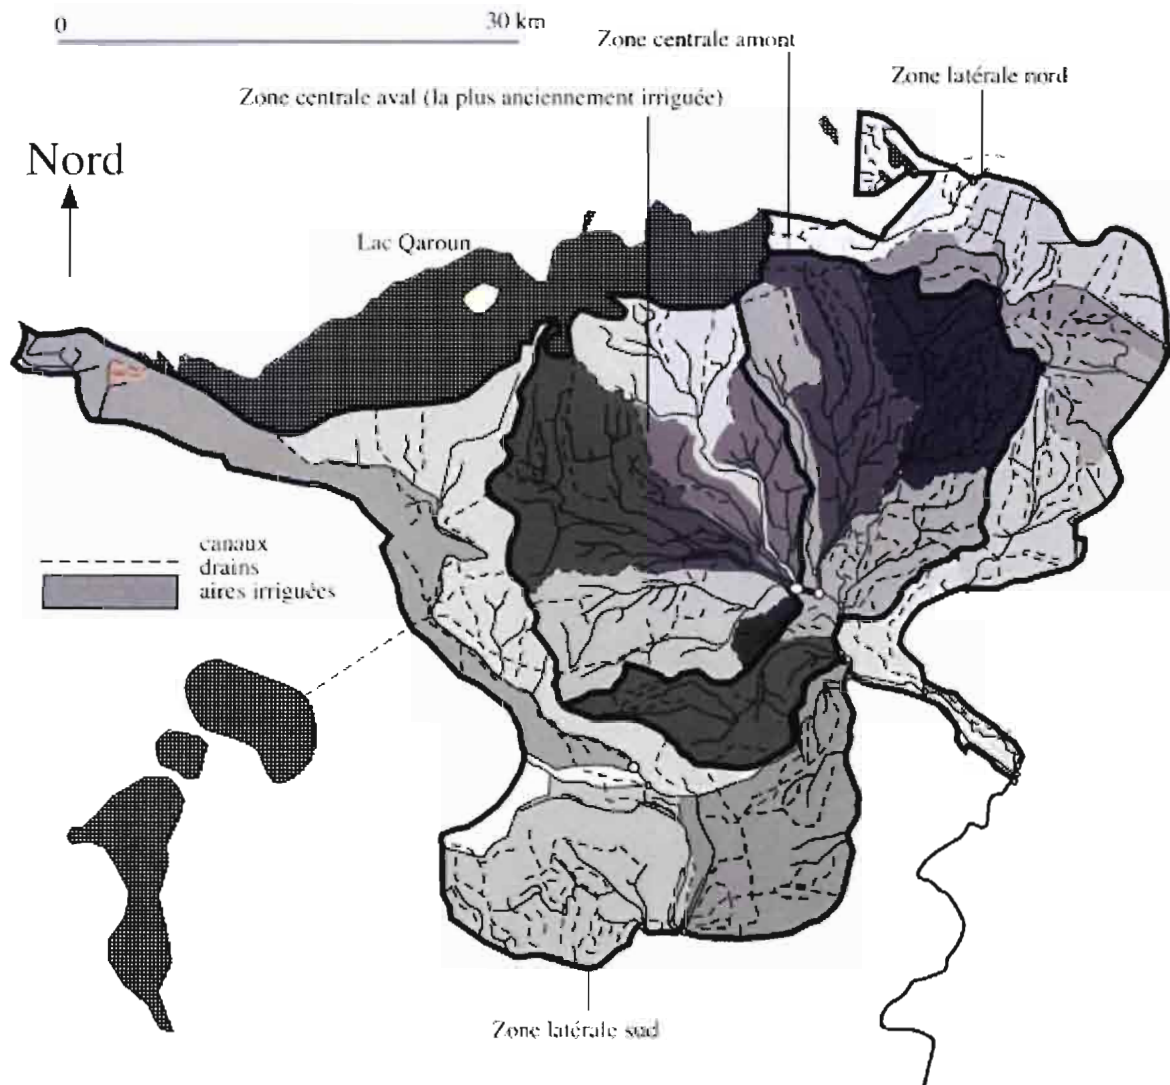 0 30 km
Zone centrale amont
Zone latérale nord
Zone centrale aval (la plus anciennement irriguée)
Nord
Lac Qaroun
canaux
drains
aires irriguées
Zone latérale sud